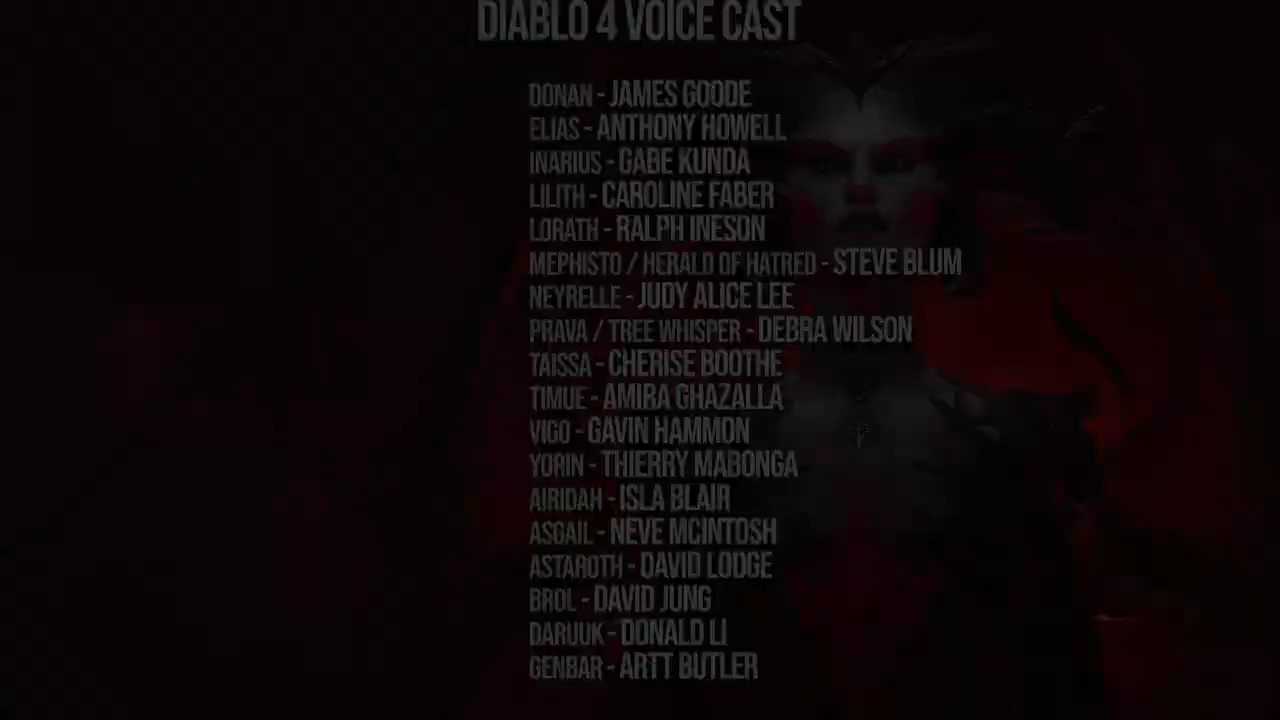 DIABLO 4 VOICE CAST
DONAN - JAMES GOODE
ELIAS - ANTHONY HOWELL
INARIUS - GABE KUNDA
LILITH - CAROLINE FABER
LORATH - RALPH INESON
MEPHISTO / HERALD OF HATRED - STEVE BLUM
NEYRELLE - JUDY ALICE LEE
PRAVA / TREE WHISPER - DEBRA WILSON
TAISSA - CHERISE BOOTHE
TIMUE - AMIRA GHAZALLA
VIGO - GAVIN HAMMON
YORIN - THIERRY MABONGA
AIRIDAH - ISLA BLAIR
ASGAIL - NEVE MCINTOSH
ASTAROTH - DAVID LODGE
BROL - DAVID JUNG
DARUUK - DONALD LI
GENBAR - ARTT BUTLER